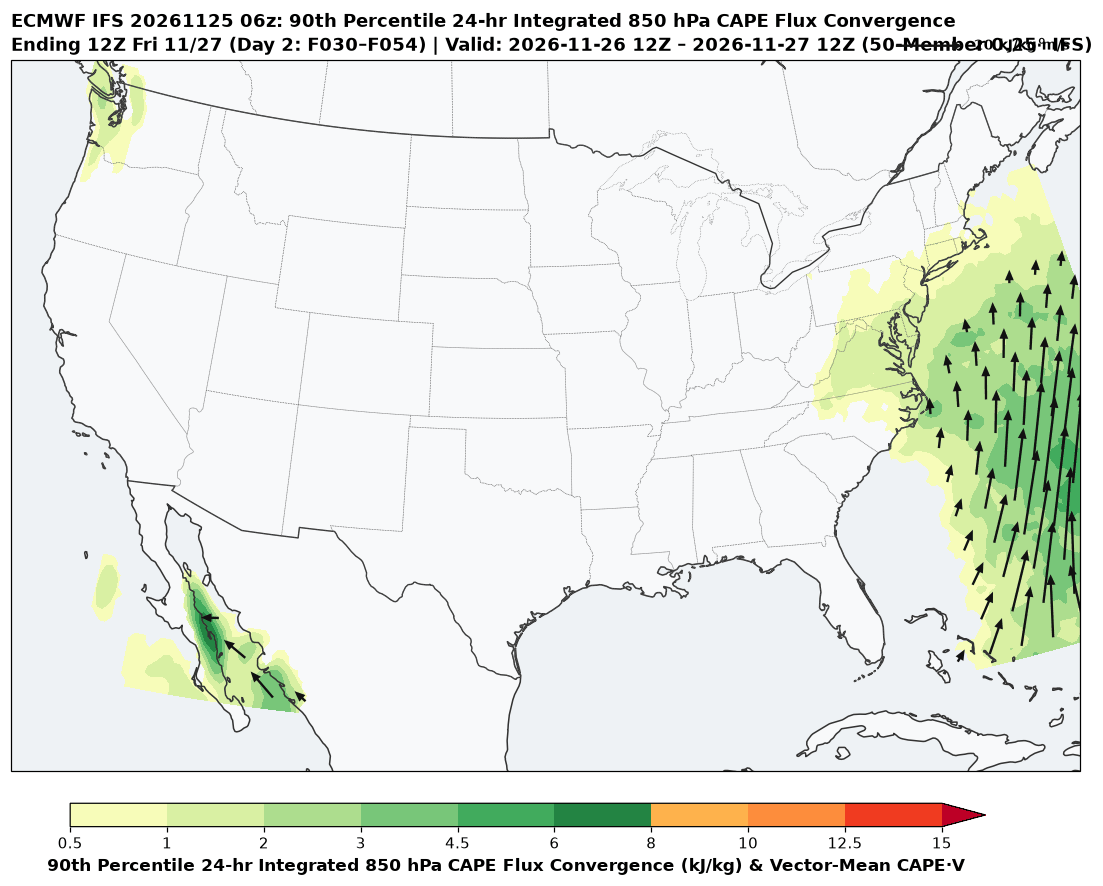 ECMWF IFS 20261125 06z: 90th Percentile 24-hr Integrated 850 hPa CAPE Flux Convergence
Ending 12Z Fri 11/27 (Day 2: F030–F054) | Valid: 2026-11-26 12Z – 2026-11-27 12Z (50-Member 0.25° IFS)
0.5 1 2 3 4.5 6 8 10 12.5 15
90th Percentile 24-hr Integrated 850 hPa CAPE Flux Convergence (kJ/kg) & Vector-Mean CAPE·V